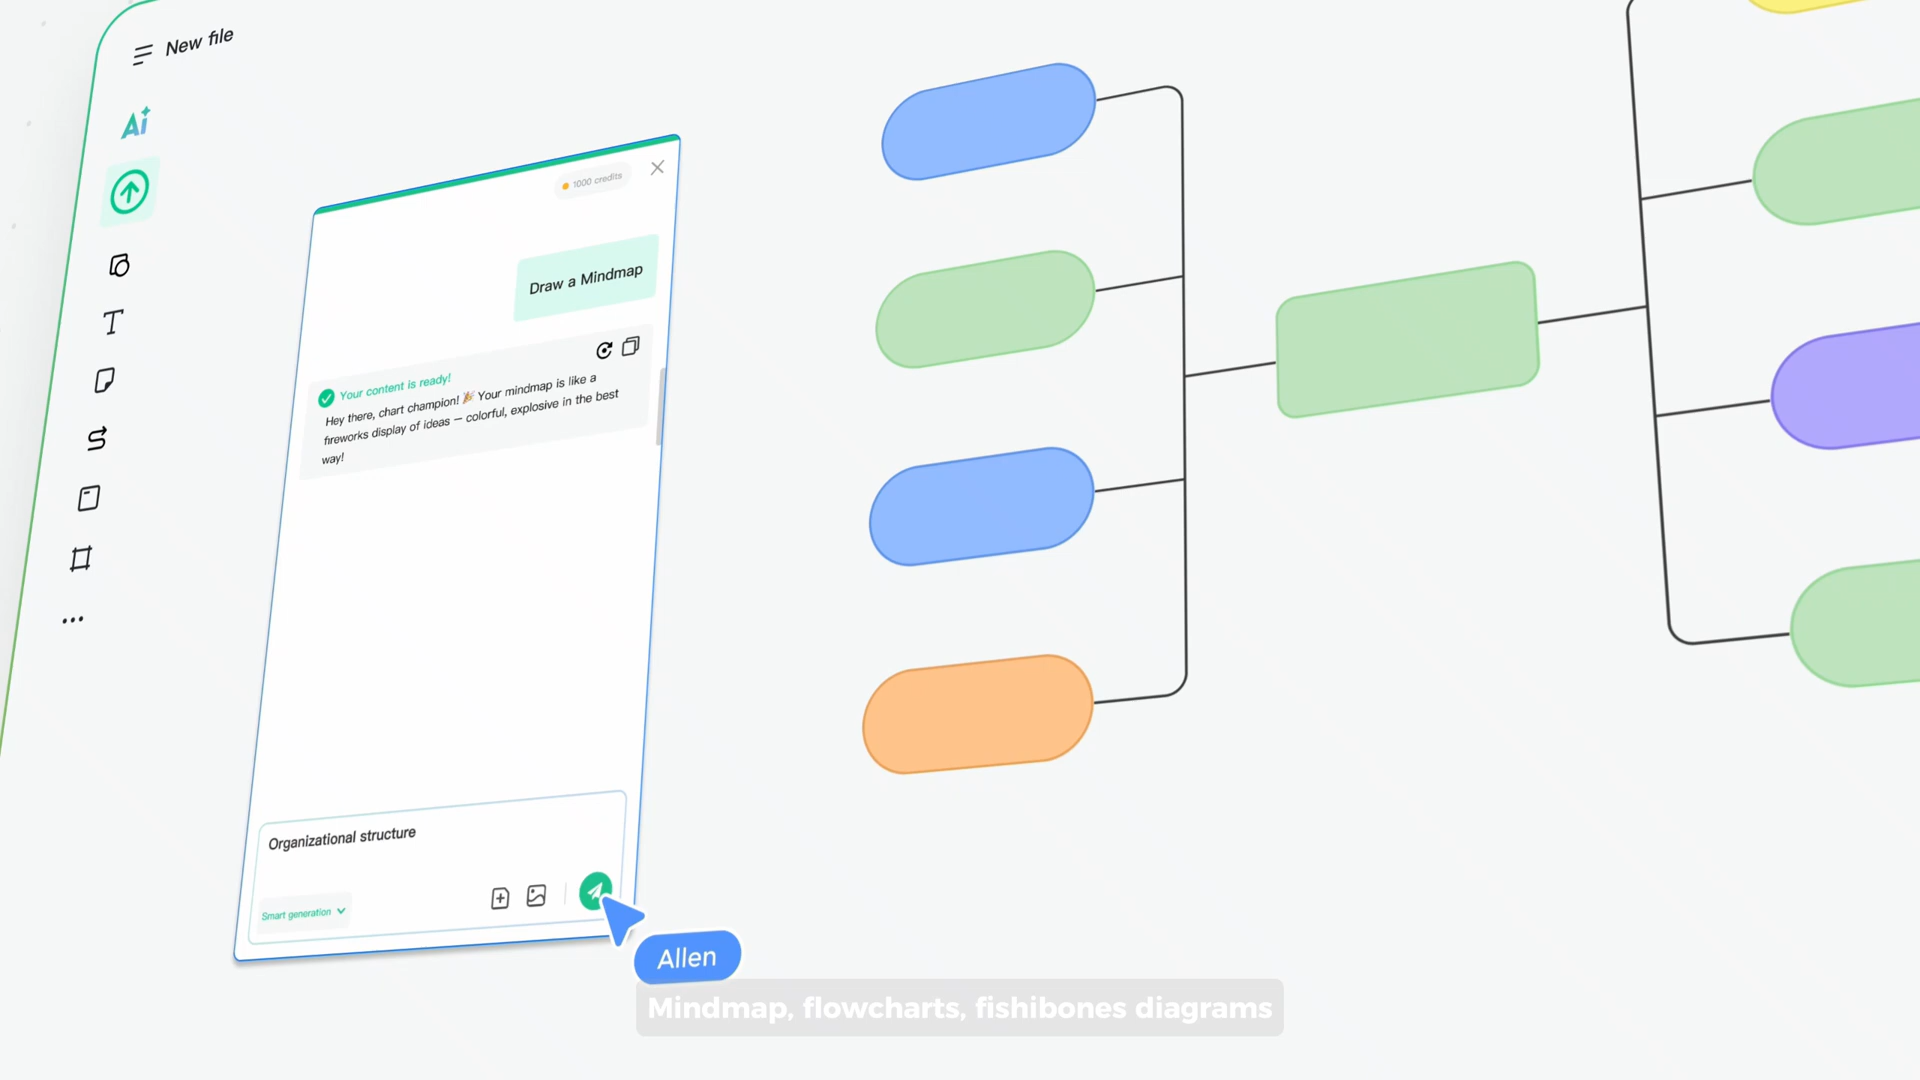 New file
Ai
1000 credits
Draw a Mindmap
Your content is ready!
Hey there, chart champion! 🎉 Your mindmap is like a
fireworks display of ideas — colorful, explosive in the best
way!
Organizational structure
Smart generation
Allen
Mindmap, flowcharts, fishibones diagrams